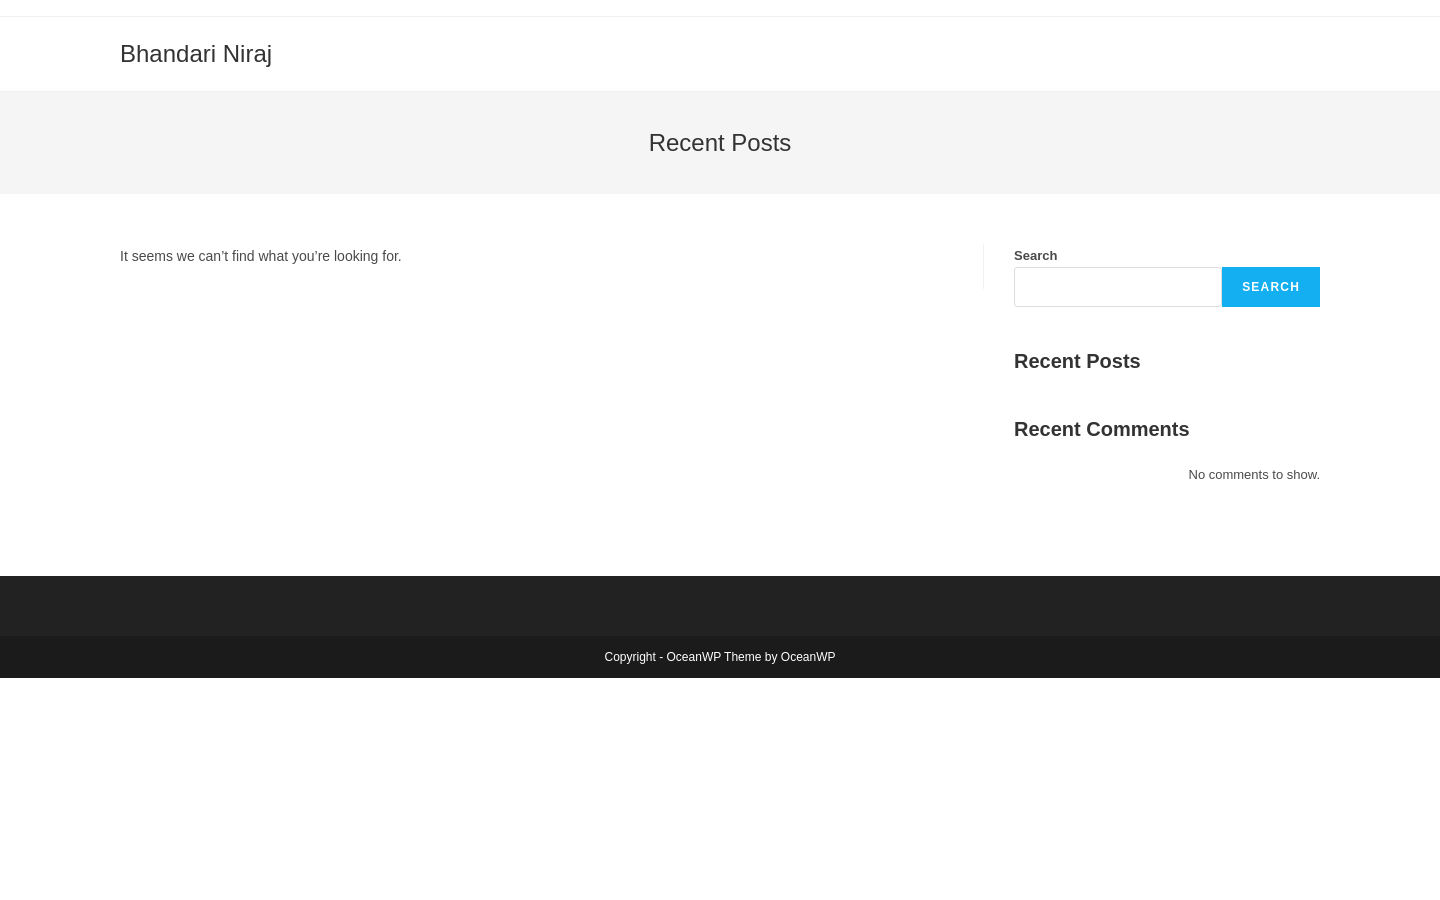 Bhandari Niraj
Recent Posts
It seems we can’t find what you’re looking for.
Search
SEARCH
Recent Posts
Recent Comments
No comments to show.
Copyright - OceanWP Theme by OceanWP